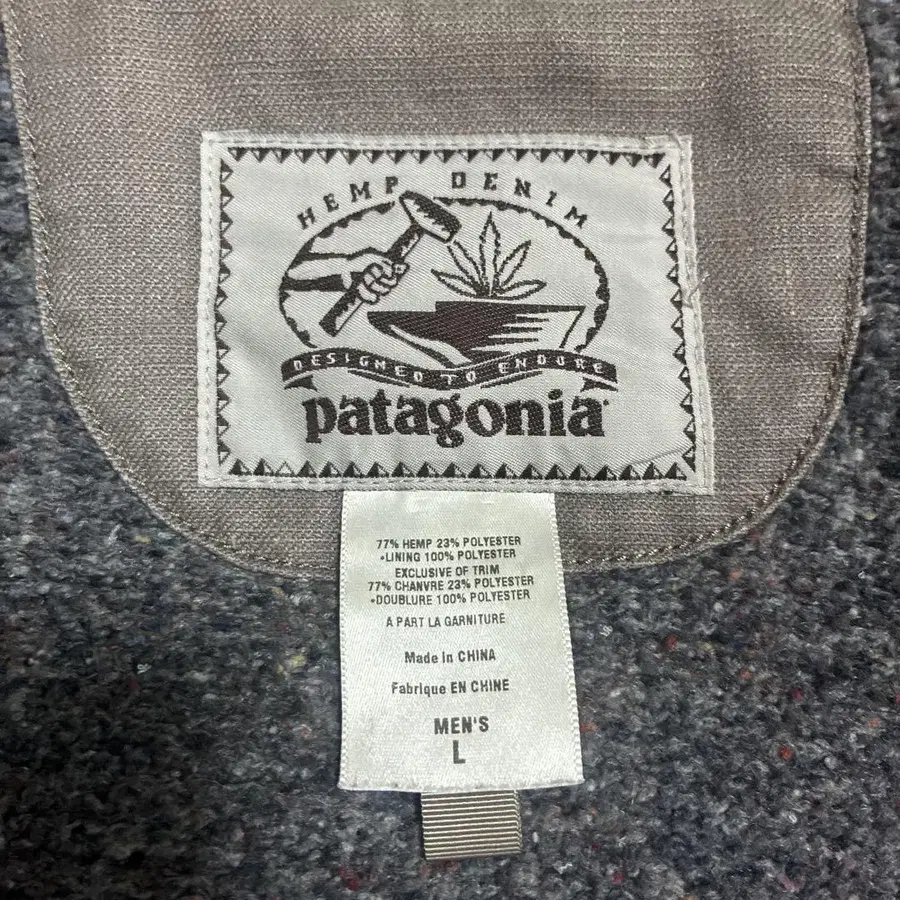 HEMP DENIM
DESIGNED TO ENDURE
patagonia
77% HEMP 23% POLYESTER
•LINING 100% POLYESTER
EXCLUSIVE OF TRIM
77% CHANVRE 23% POLYESTER
•DOUBLURE 100% POLYESTER
A PART LA GARNITURE
Made in CHINA
Fabrique EN CHINE
MEN'S
L